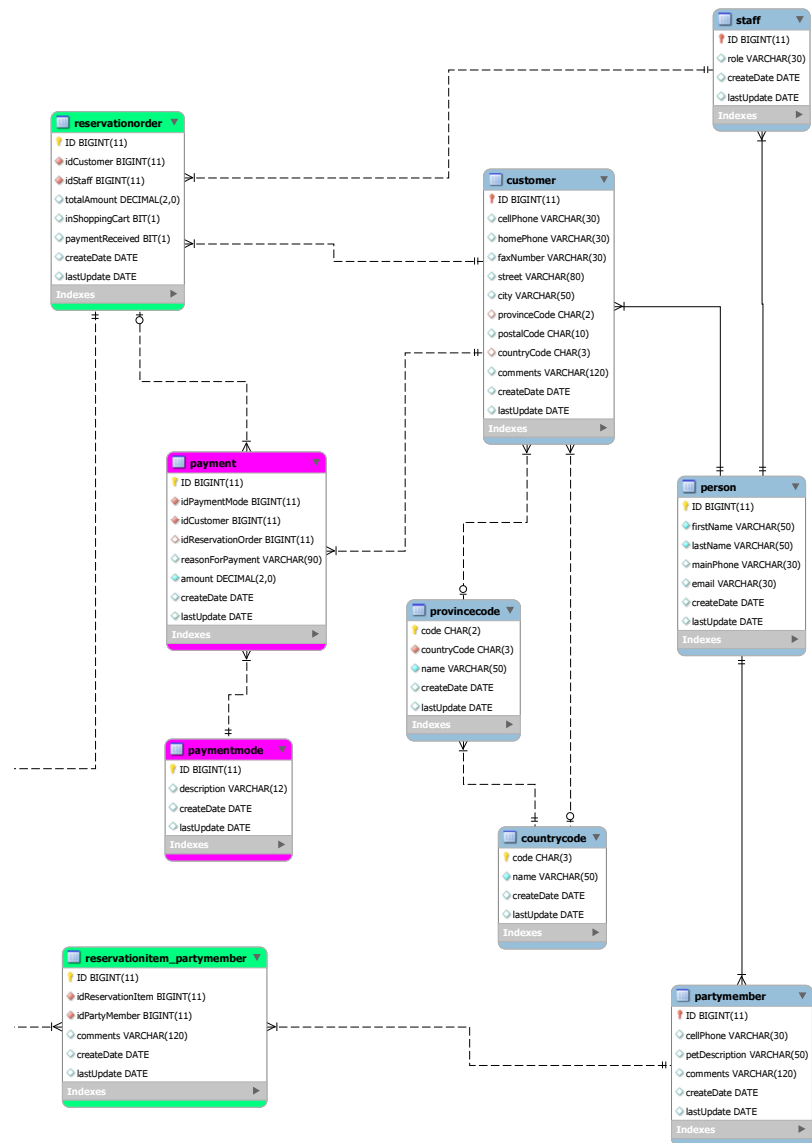 staff
ID BIGINT(11)
role VARCHAR(30)
createDate DATE
lastUpdate DATE
Indexes
reservationorder
ID BIGINT(11)
idCustomer BIGINT(11)
idStaff BIGINT(11)
totalAmount DECIMAL(2,0)
inShoppingCart BIT(1)
paymentReceived BIT(1)
createDate DATE
lastUpdate DATE
Indexes
customer
ID BIGINT(11)
cellPhone VARCHAR(30)
homePhone VARCHAR(30)
faxNumber VARCHAR(30)
street VARCHAR(80)
city VARCHAR(50)
provinceCode CHAR(2)
postalCode CHAR(10)
countryCode CHAR(3)
comments VARCHAR(120)
createDate DATE
lastUpdate DATE
Indexes
payment
ID BIGINT(11)
idPaymentMode BIGINT(11)
idCustomer BIGINT(11)
idReservationOrder BIGINT(11)
reasonForPayment VARCHAR(90)
amount DECIMAL(2,0)
createDate DATE
lastUpdate DATE
Indexes
person
ID BIGINT(11)
firstName VARCHAR(50)
lastName VARCHAR(50)
mainPhone VARCHAR(30)
email VARCHAR(30)
createDate DATE
lastUpdate DATE
Indexes
provincecode
code CHAR(2)
countryCode CHAR(3)
name VARCHAR(50)
createDate DATE
lastUpdate DATE
Indexes
paymentmode
ID BIGINT(11)
description VARCHAR(12)
createDate DATE
lastUpdate DATE
Indexes
countrycode
code CHAR(3)
name VARCHAR(50)
createDate DATE
lastUpdate DATE
Indexes
reservationitem_partymember
ID BIGINT(11)
idReservationItem BIGINT(11)
idPartyMember BIGINT(11)
comments VARCHAR(120)
createDate DATE
lastUpdate DATE
Indexes
partymember
ID BIGINT(11)
cellPhone VARCHAR(30)
petDescription VARCHAR(50)
comments VARCHAR(120)
createDate DATE
lastUpdate DATE
Indexes